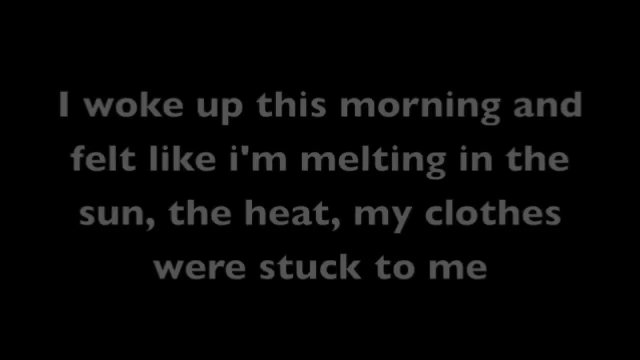 I woke up this morning and
felt like i'm melting in the
sun, the heat, my clothes
were stuck to me